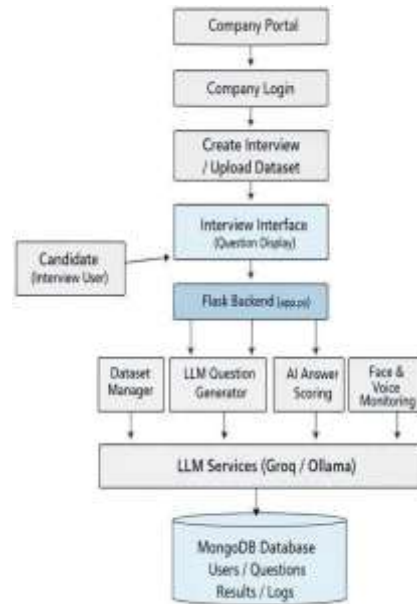 Company Portal
Company Login
Create Interview
/ Upload Dataset
Interview Interface
(Question Display)
Candidate
(Interview User)
Flask Backend (app.py)
Dataset
Manager
LLM Question
Generator
AI Answer
Scoring
Face &
Voice
Monitoring
LLM Services (Groq / Ollama)
MongoDB Database
Users / Questions
Results / Logs